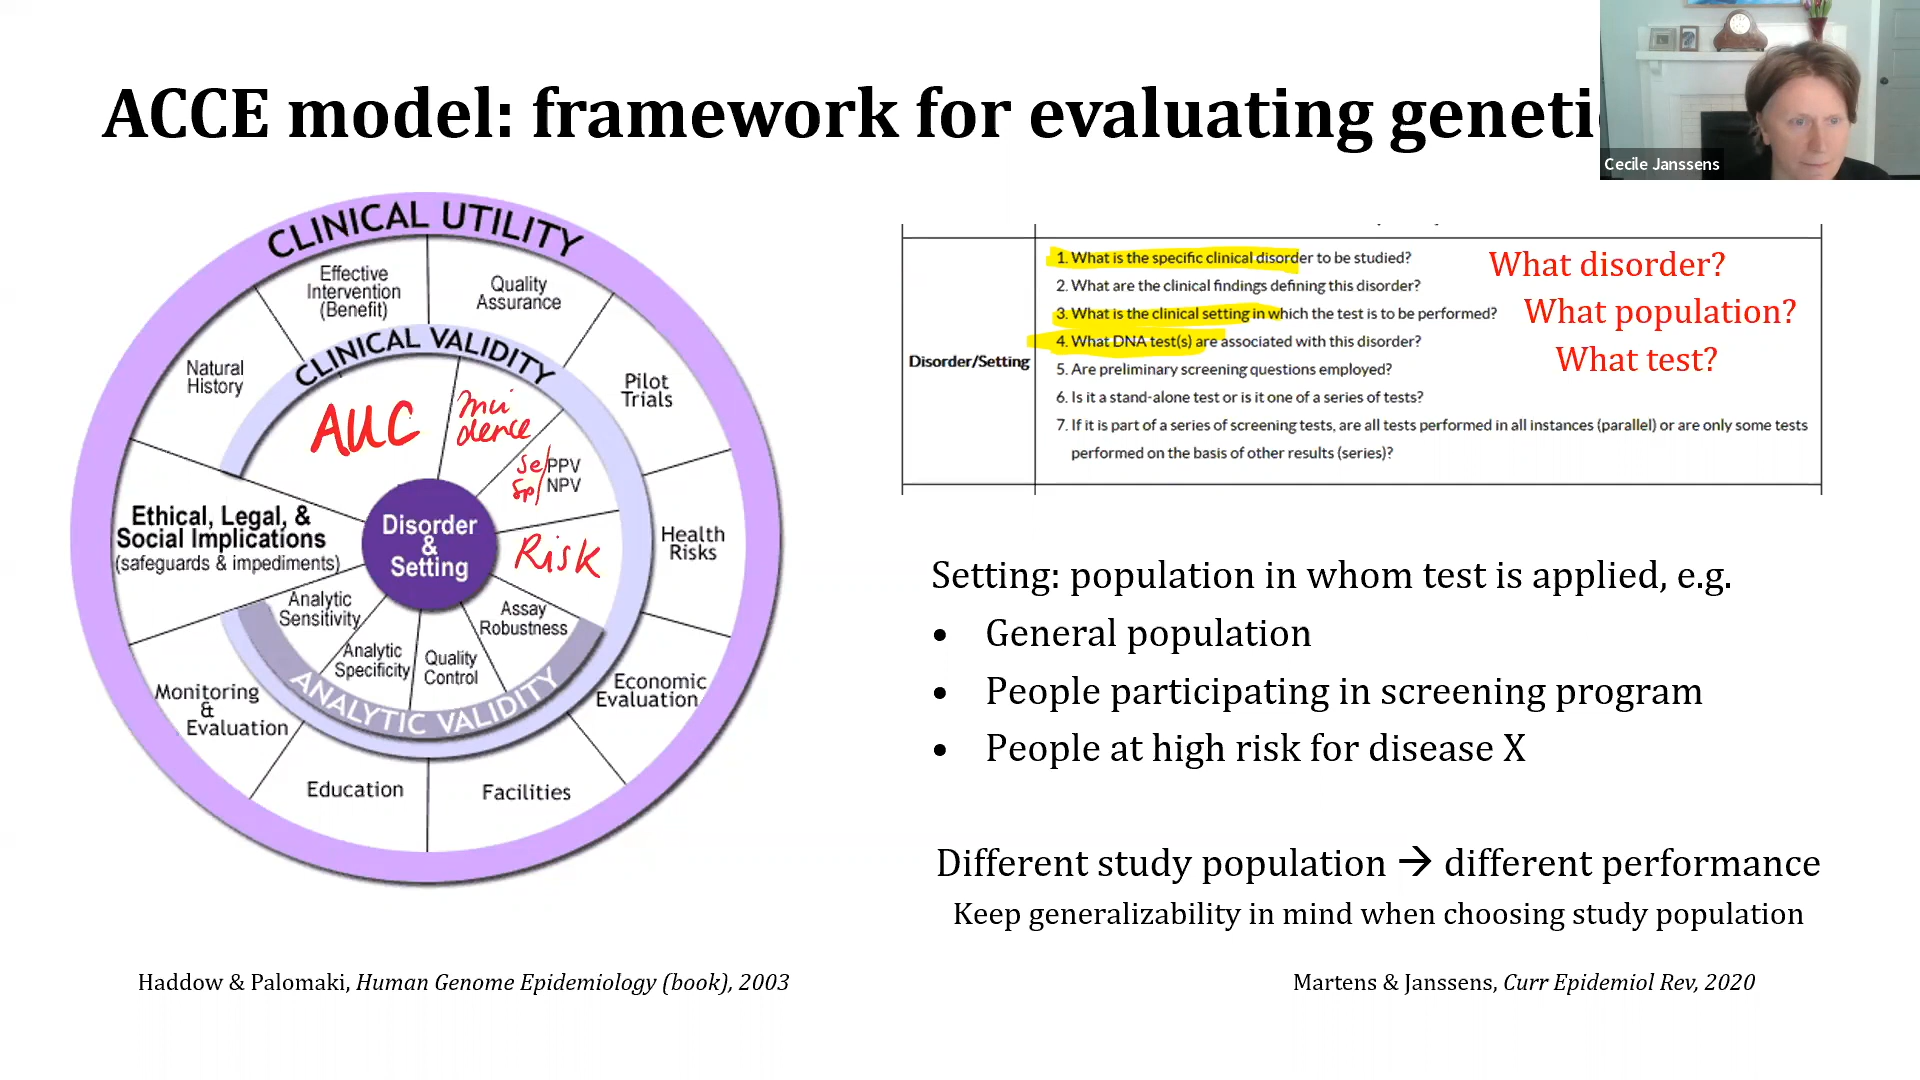 ACCE model: framework for evaluating geneti
Cecile Janssens
CLINICAL UTILITY
Effective
Intervention
(Benefit)
Quality
Assurance
Natural
History
CLINICAL VALIDITY
Pilot
Trials
AUC
inci
dence
Se/PPV
Sp/NPV
Ethical, Legal, &
Social Implications
(safeguards & impediments)
Disorder
&
Setting
Risk
Health
Risks
Analytic
Sensitivity
Analytic
Specificity
Quality
Control
Assay
Robustness
ANALYTIC VALIDITY
Monitoring
&
Evaluation
Economic
Evaluation
Education
Facilities
Disorder/Setting
1. What is the specific clinical disorder to be studied?
2. What are the clinical findings defining this disorder?
3. What is the clinical setting in which the test is to be performed?
4. What DNA test(s) are associated with this disorder?
5. Are preliminary screening questions employed?
6. Is it a stand-alone test or is it one of a series of tests?
7. If it is part of a series of screening tests, are all tests performed in all instances (parallel) or are only some tests
performed on the basis of other results (series)?
What disorder?
What population?
What test?
Setting: population in whom test is applied, e.g.
• General population
• People participating in screening program
• People at high risk for disease X
Different study population → different performance
Keep generalizability in mind when choosing study population
Haddow & Palomaki, Human Genome Epidemiology (book), 2003
Martens & Janssens, Curr Epidemiol Rev, 2020